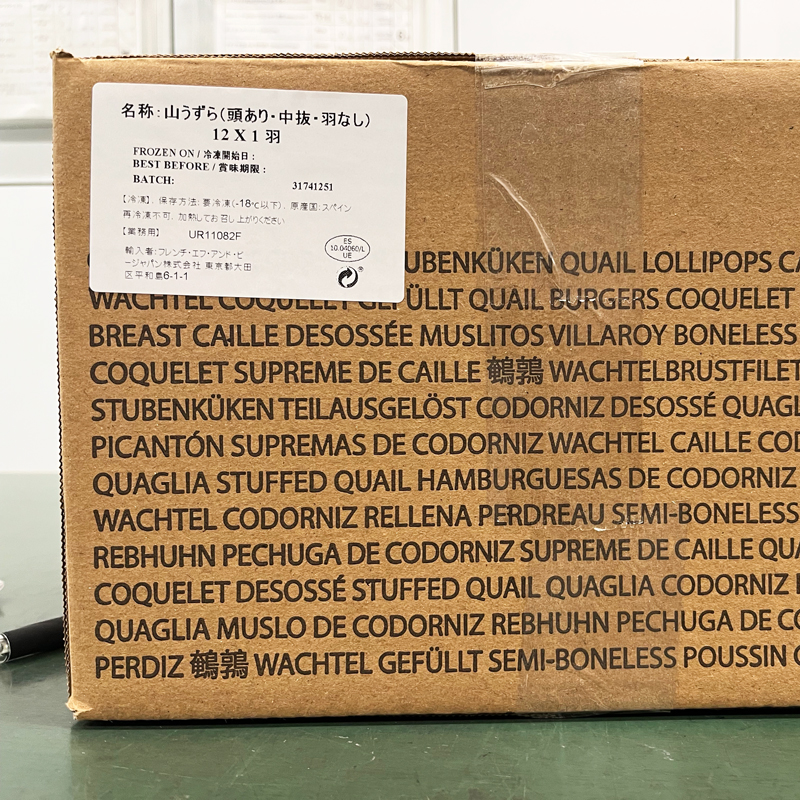 名称:山うずら(頭あり・中抜・羽なし)
12 X 1 羽
FROZEN ON / 冷凍開始日:
BEST BEFORE / 賞味期限:
BATCH: 31741251
【冷凍】、保存方法:要冷凍(-18℃以下)、原産国:スペイン
再冷凍不可、加熱してお召し上がりください
【業務用】 UR11082F
輸入者:フレンチ・エフ・アンド・ビ
ージャパン株式会社 東京都大田
区平和島6-1-1
ES
10.04060/L
UE
UBENKÜKEN QUAIL LOLLIPOPS CA
WACHTEL COQUELET GEFÜLLT QUAIL BURGERS COQUELET
BREAST CAILLE DESOSSÉE MUSLITOS VILLAROY BONELESS
COQUELET SUPREME DE CAILLE 鵪鶉 WACHTELBRUSTFILET
STUBENKÜKEN TEILAUSGELÖST CODORNIZ DESOSSÉ QUAGL
PICANTÓN SUPREMAS DE CODORNIZ WACHTEL CAILLE COD
QUAGLIA STUFFED QUAIL HAMBURGUESAS DE CODORNIZ
WACHTEL CODORNIZ RELLENA PERDREAU SEMI-BONELESS
REBHUHN PECHUGA DE CODORNIZ SUPREME DE CAILLE QUA
COQUELET DESOSSÉ STUFFED QUAIL QUAGLIA CODORNIZ
QUAGLIA MUSLO DE CODORNIZ REBHUHN PECHUGA DE CO
PERDIZ 鵪鶉 WACHTEL GEFÜLLT SEMI-BONELESS POUSSIN